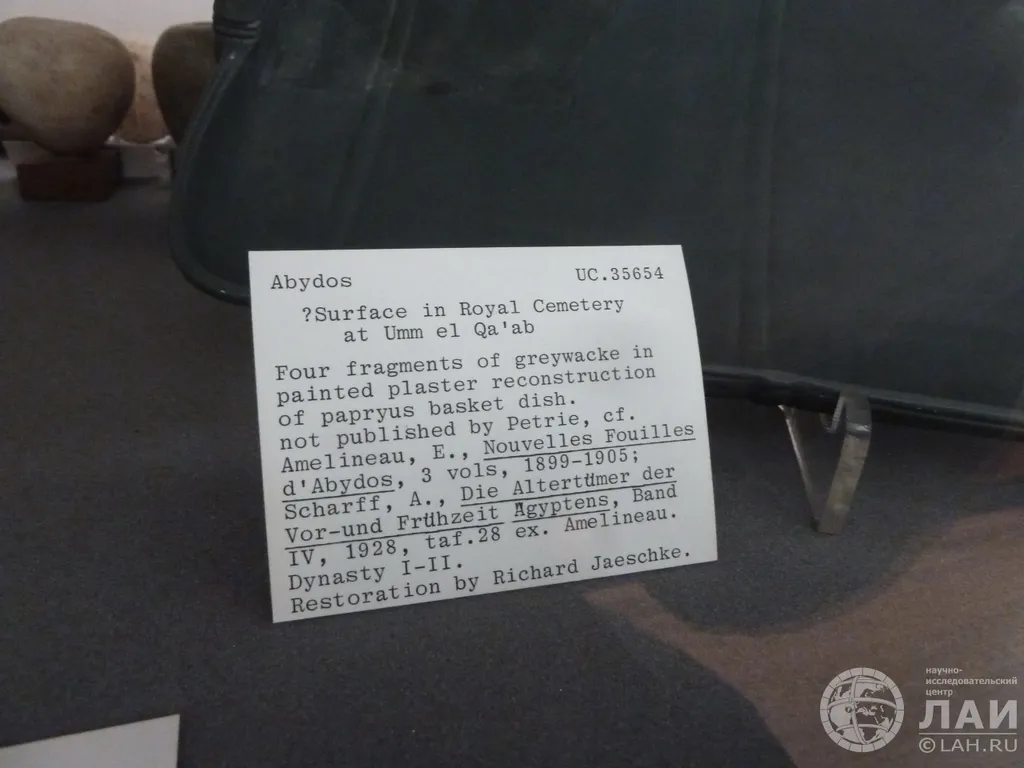 Abydos UC.35654
?Surface in Royal Cemetery
at Umm el Qa'ab
Four fragments of greywacke in
painted plaster reconstruction
of papryus basket dish.
not published by Petrie, cf.
Amelineau, E., Nouvelles Fouilles
d'Abydos, 3 vols, 1899-1905;
Scharff, A., Die Altertümer der
Vor-und Frühzeit Ägyptens, Band
IV, 1928, taf.28 ex. Amelineau.
Dynasty I-II.
Restoration by Richard Jaeschke.
научно-
исследовательский
центр
ЛАИ
©LAH.RU